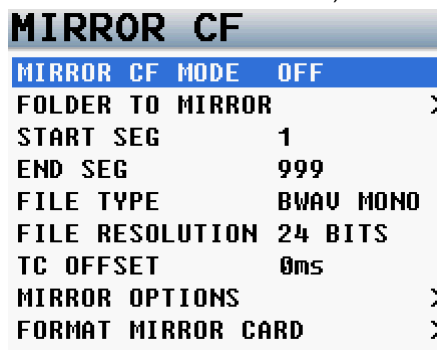 MIRROR CF
MIRROR CF MODE OFF
FOLDER TO MIRROR >
START SEG 1
END SEG 999
FILE TYPE BWAV MONO
FILE RESOLUTION 24 BITS
TC OFFSET 0ms
MIRROR OPTIONS >
FORMAT MIRROR CARD >